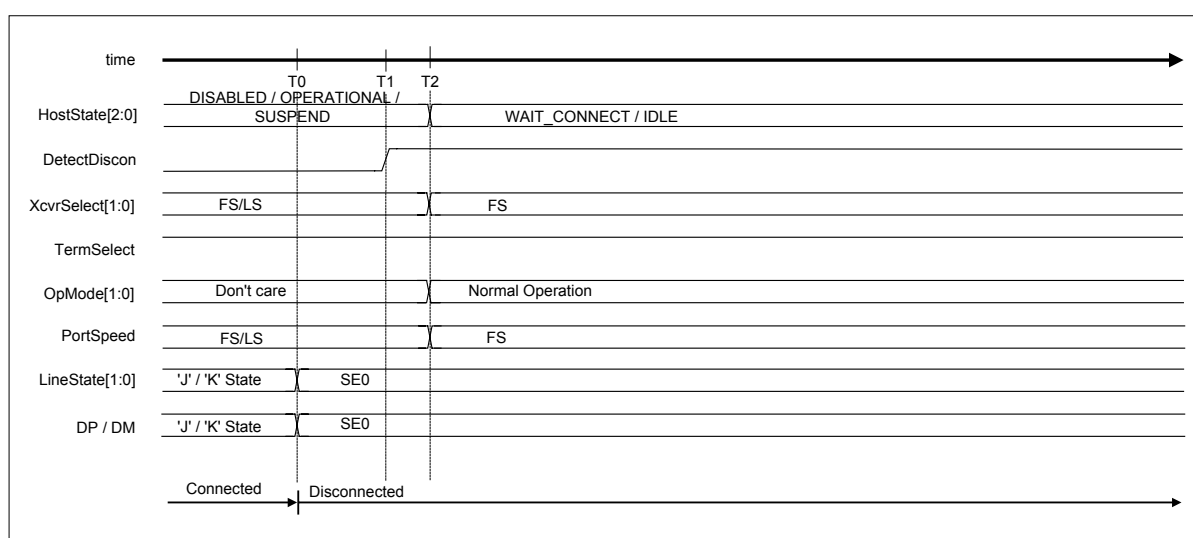 time
T0 T1 T2
DISABLED / OPERATIONAL /
HostState[2:0] SUSPEND WAIT_CONNECT / IDLE
DetectDiscon
XcvrSelect[1:0] FS/LS FS
TermSelect
OpMode[1:0] Don't care Normal Operation
PortSpeed FS/LS FS
LineState[1:0] 'J' / 'K' State SE0
DP / DM 'J' / 'K' State SE0
Connected Disconnected